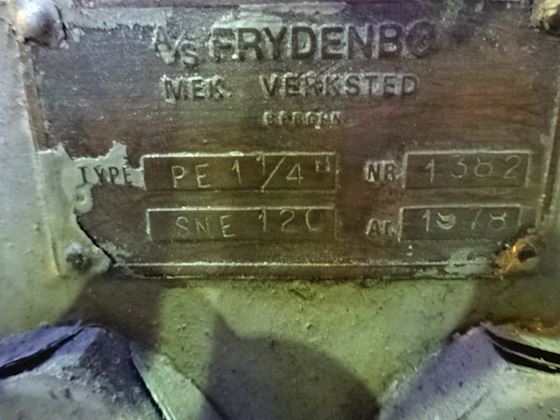 A/S FRYDENBØ
MEK. VERKSTED
BERGEN
TYPE PE 1 1/4" NR. 1382
SNE 120 ÅR. 1978